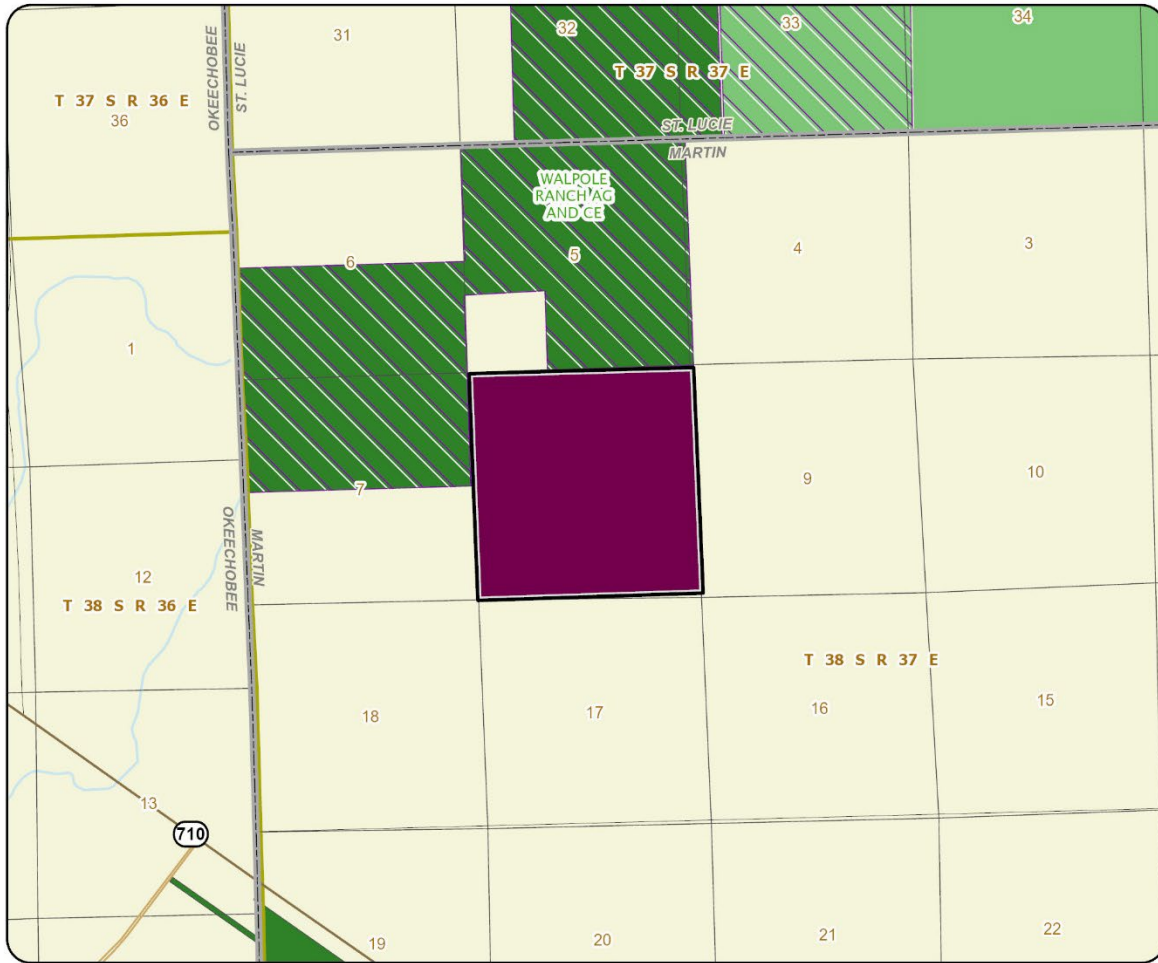 31
32
33
34
OKEECHOBEE
ST. LUCIE
T 37 S R 36 E
36
T 37 S R 37 E
ST. LUCIE
MARTIN
WALPOLE
RANCH AG
AND CE
6
5
4
3
1
7
9
10
OKEECHOBEE
MARTIN
12
T 38 S R 36 E
T 38 S R 37 E
18
17
16
15
13
710
19
20
21
22